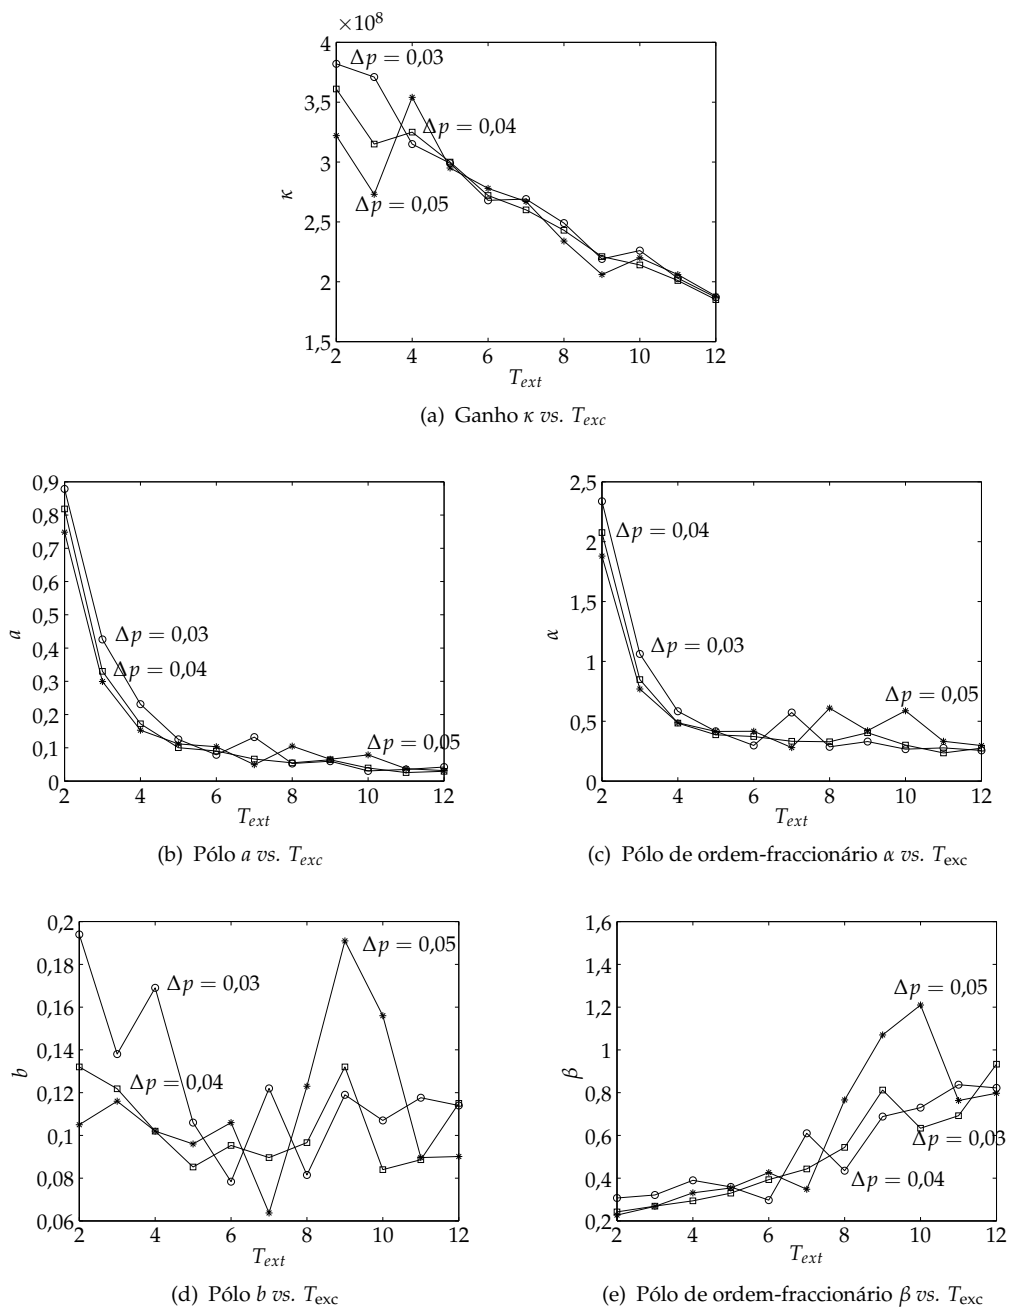 ×10⁸
4
3,5
3
2,5
2
1,5
κ
Δp = 0,03
Δp = 0,04
Δp = 0,05
2 4 6 8 10 12
T_ext
(a) Ganho κ vs. T_exc
0,9
0,8
0,7
0,6
0,5
0,4
0,3
0,2
0,1
0
a
Δp = 0,03
Δp = 0,04
Δp = 0,05
2 4 6 8 10 12
T_ext
(b) Pólo a vs. T_exc
2,5
2
1,5
1
0,5
0
α
Δp = 0,04
Δp = 0,03
Δp = 0,05
2 4 6 8 10 12
T_ext
(c) Pólo de ordem-fraccionário α vs. T_exc
0,2
0,18
0,16
0,14
0,12
0,1
0,08
0,06
b
Δp = 0,05
Δp = 0,03
Δp = 0,04
2 4 6 8 10 12
T_ext
(d) Pólo b vs. T_exc
1,6
1,4
1,2
1
0,8
0,6
0,4
0,2
β
Δp = 0,05
Δp = 0,03
Δp = 0,04
2 4 6 8 10 12
T_ext
(e) Pólo de ordem-fraccionário β vs. T_exc